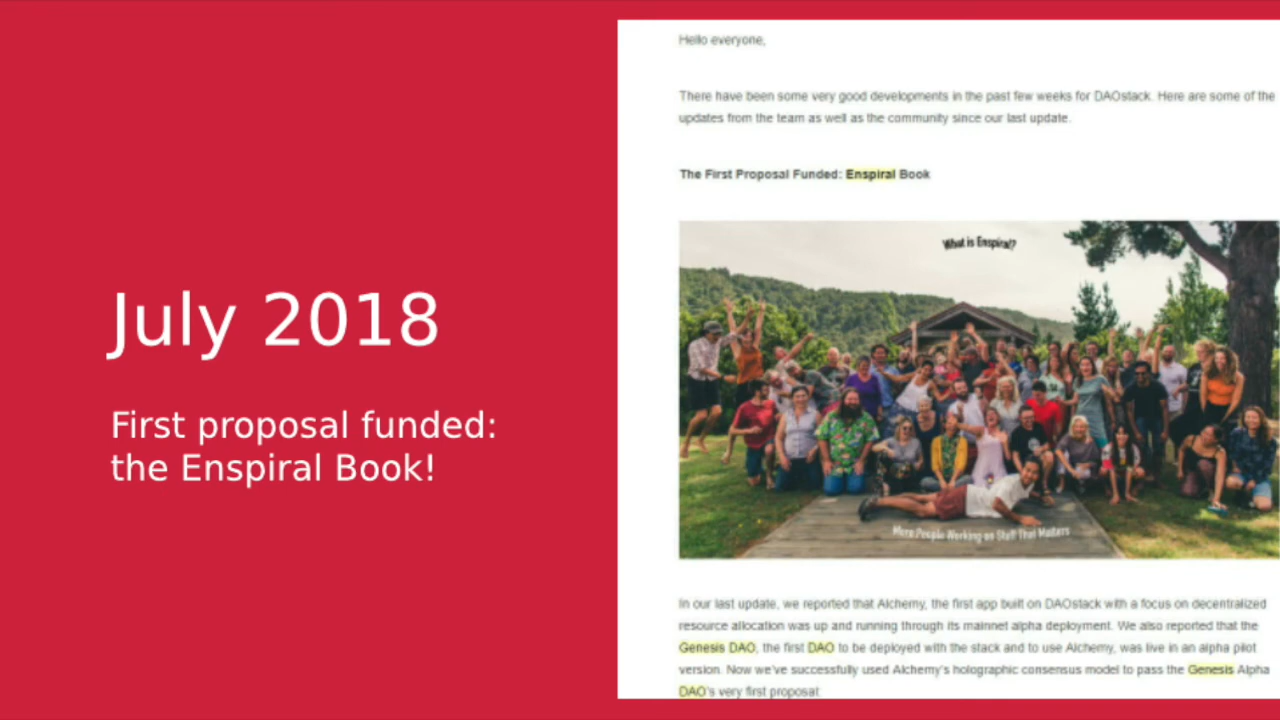 July 2018
First proposal funded:
the Enspiral Book!
Hello everyone,
There have been some very good developments in the past few weeks for DAOstack. Here are some of the
updates from the team as well as the community since our last update.
The First Proposal Funded: Enspiral Book
What is Enspiral?
More People Working on Stuff That Matters
In our last update, we reported that Alchemy, the first app built on DAOstack with a focus on decentralized
resource allocation was up and running through its mainnet alpha deployment. We also reported that the
Genesis DAO, the first DAO to be deployed with the stack and to use Alchemy, was live in an alpha pilot
version. Now we've successfully used Alchemy's holographic consensus model to pass the Genesis Alpha
DAO's very first proposal: